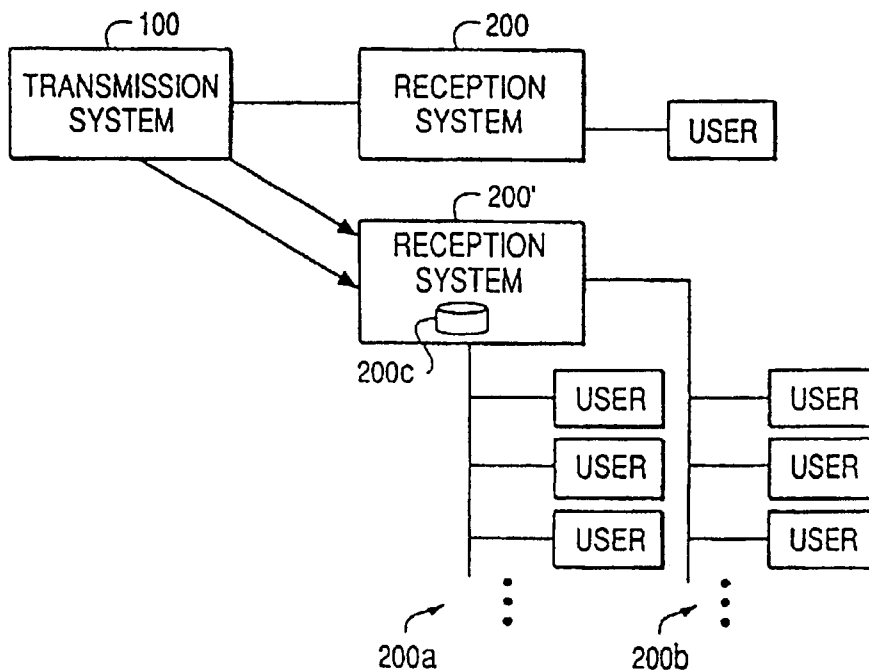 100
TRANSMISSION
SYSTEM
200
RECEPTION
SYSTEM
USER
200'
RECEPTION
SYSTEM
200c
USER
USER
USER
USER
USER
USER
200a
200b